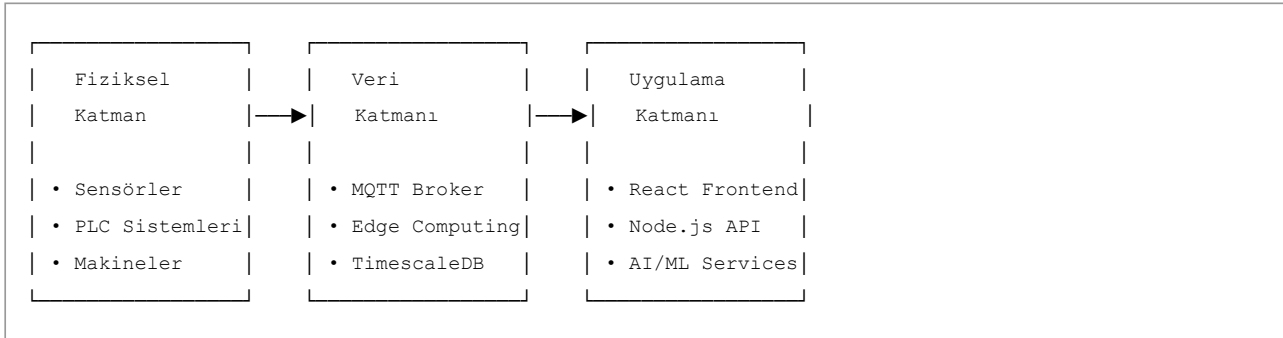 Fiziksel Veri Uygulama
Katman Katmanı Katmanı
• Sensörler • MQTT Broker • React Frontend
• PLC Sistemleri • Edge Computing • Node.js API
• Makineler • TimescaleDB • AI/ML Services